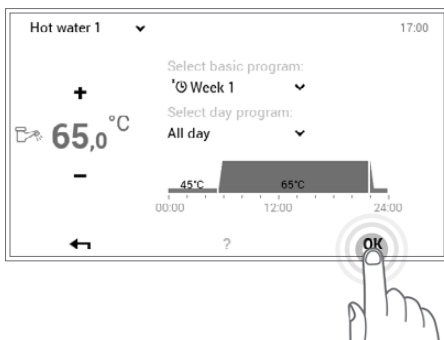 Hot water 1
17:00
Select basic program:
Week 1
Select day program:
All day
+
65,0°C
−
45°C 65°C
00:00 12:00 24:00
? OK